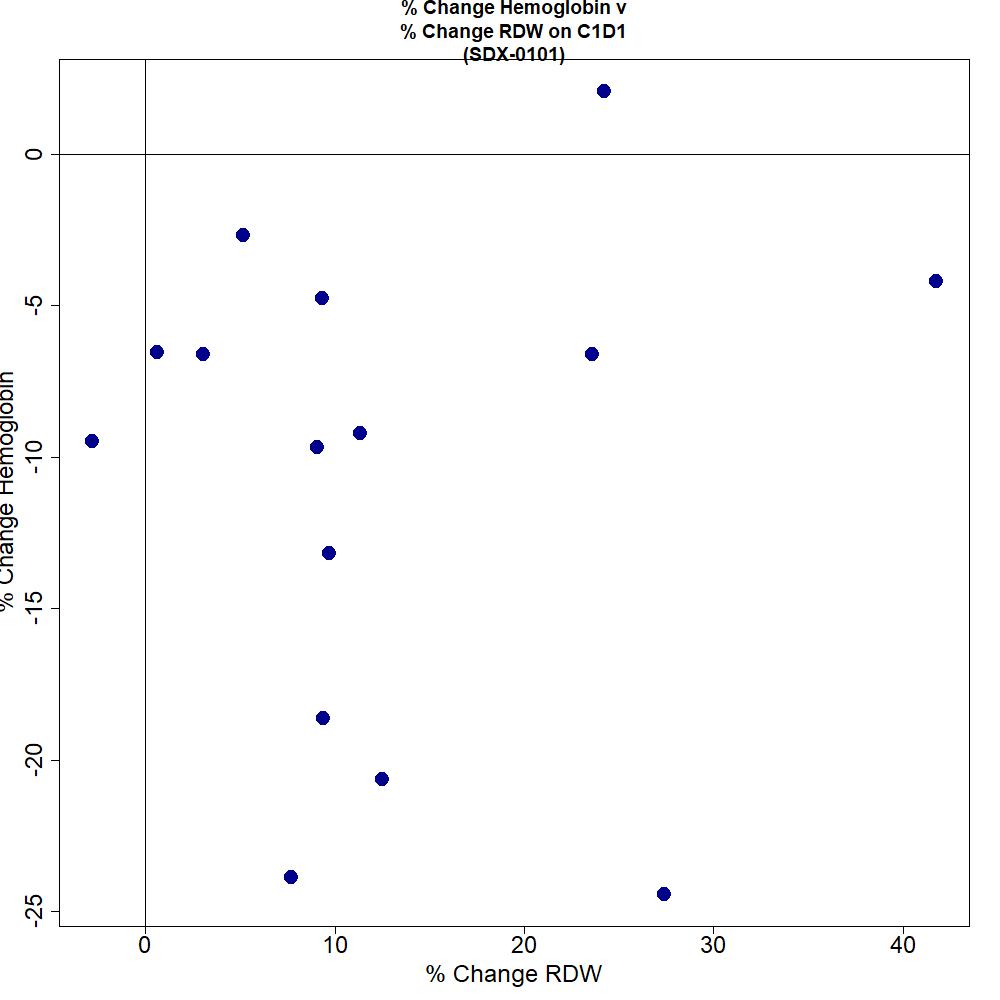 % Change Hemoglobin v
% Change RDW on C1D1
(SDX-0101)
% Change Hemoglobin
0
-5
-10
-15
-20
-25
0 10 20 30 40
% Change RDW